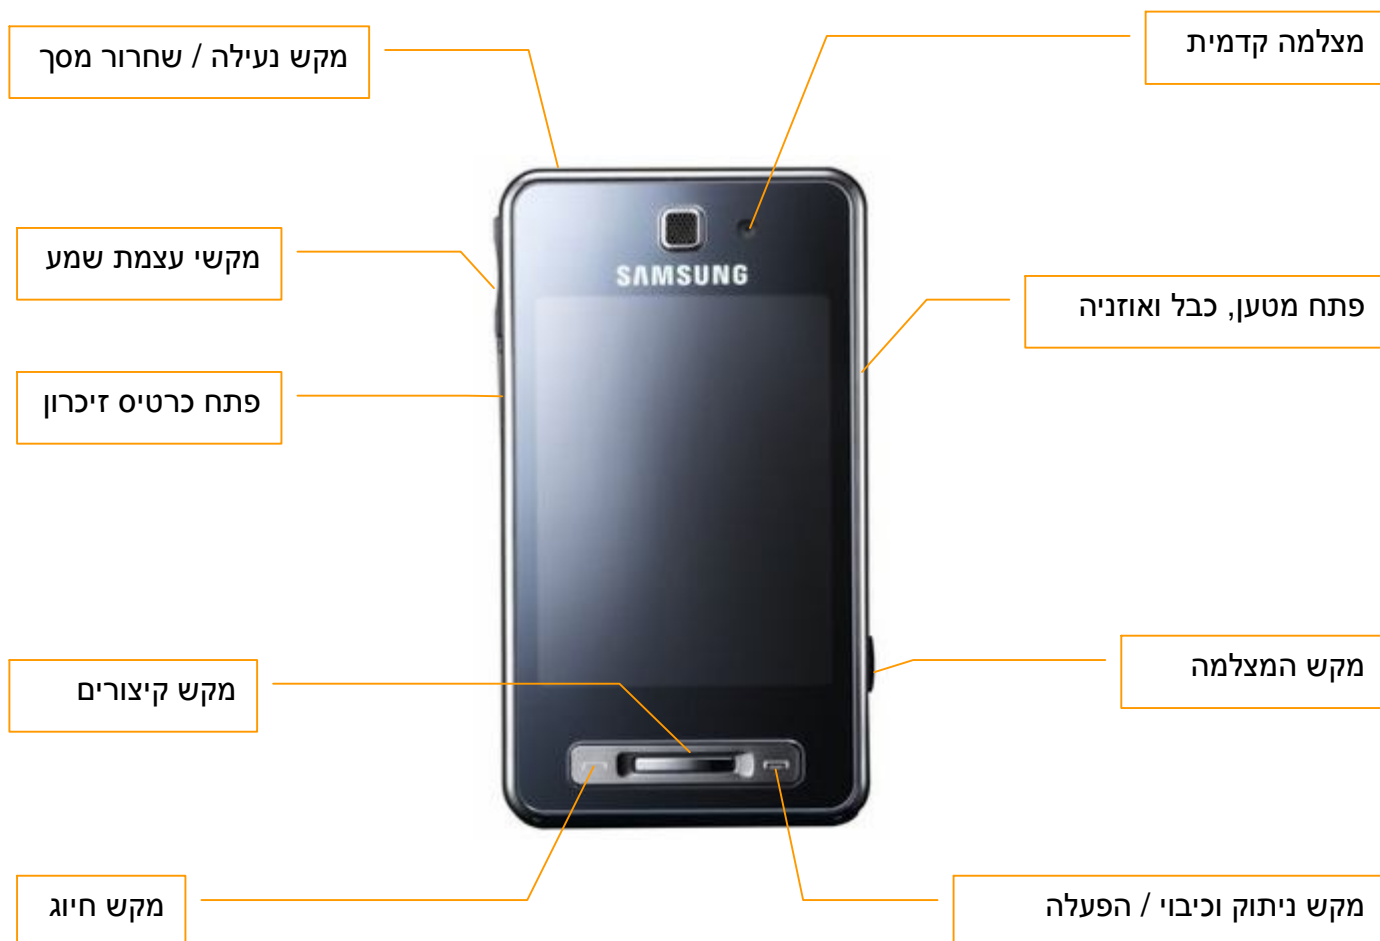 מצלמה קדמית
מקש נעילה / שחרור מסך
מקשי עצמת שמע
SAMSUNG
פתח מטען, כבל ואוזניה
פתח כרטיס זיכרון
מקש המצלמה
מקש קיצורים
מקש ניתוק וכיבוי / הפעלה
מקש חיוג